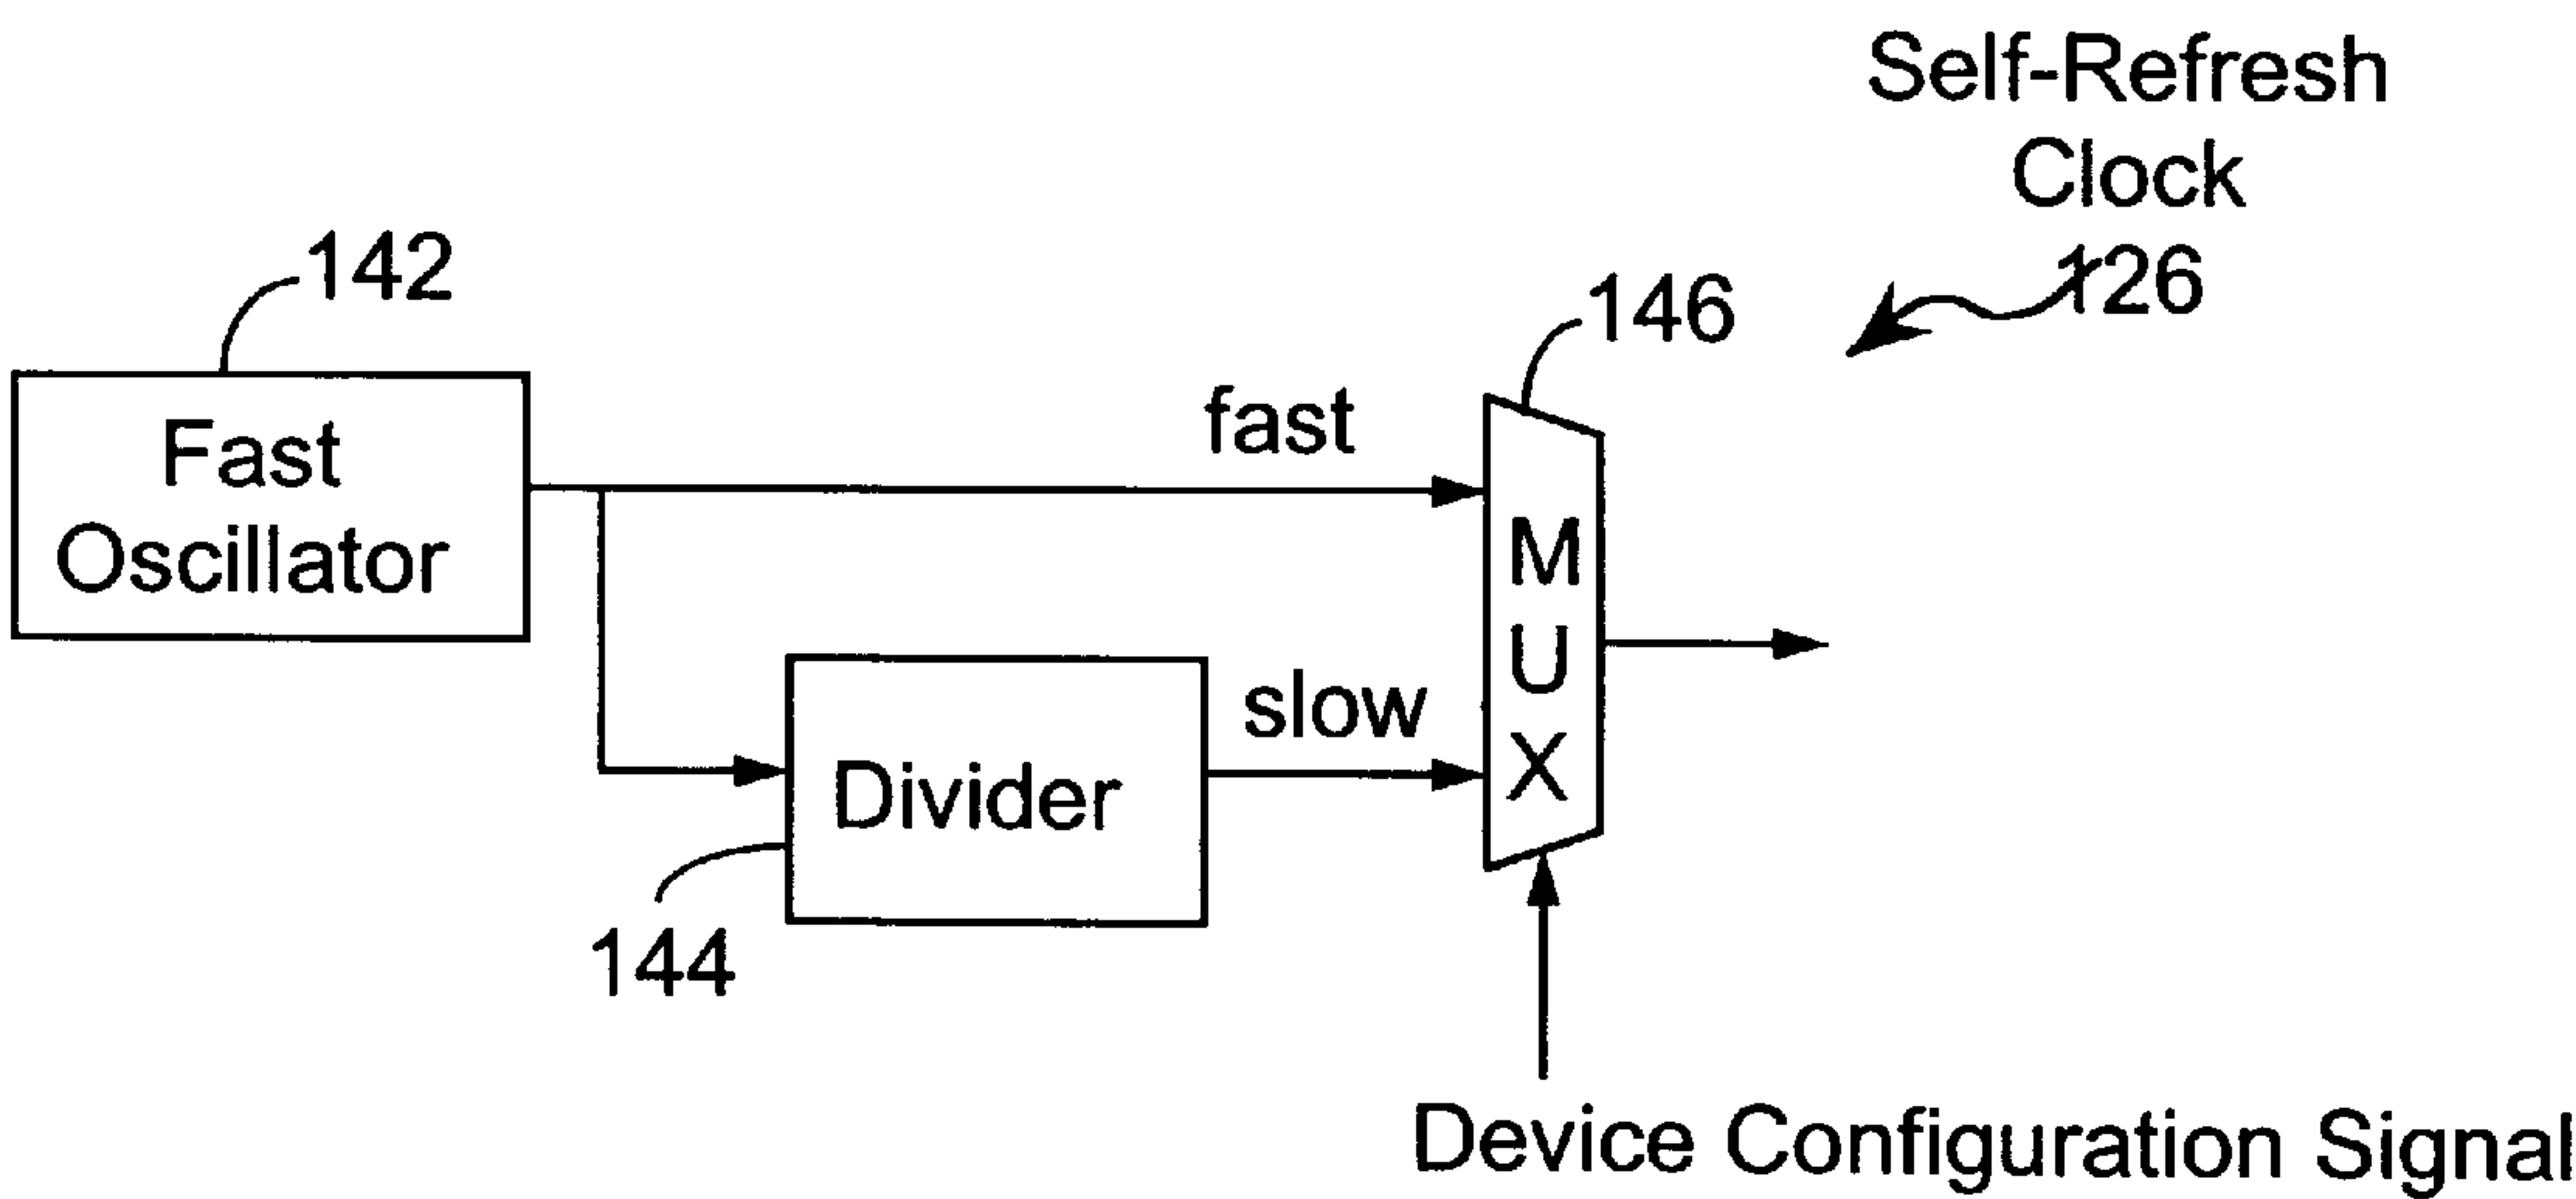 Self-Refresh
Clock
126
142
146
Fast
Oscillator
fast
M
U
X
slow
Divider
144
Device Configuration Signal